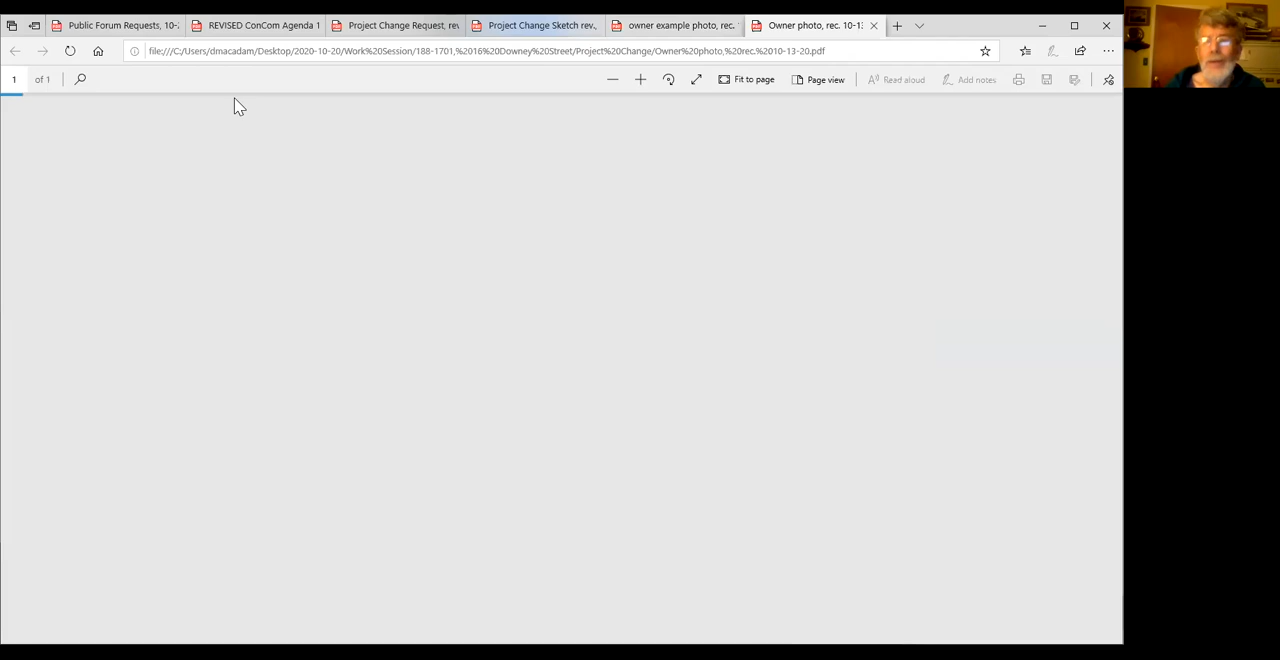 Public Forum Requests, 10-2
REVISED ConCom Agenda 1
Project Change Request, rev
Project Change Sketch rev.
owner example photo, rec.
Owner photo, rec. 10-13
file:///C:/Users/dmacadam/Desktop/2020-10-20/Work%20Session/188-1701,%2016%20Downey%20Street/Project%20Change/Owner%20photo,%20rec.%2010-13-20.pdf
1 of 1
Fit to page
Page view
Read aloud
Add notes